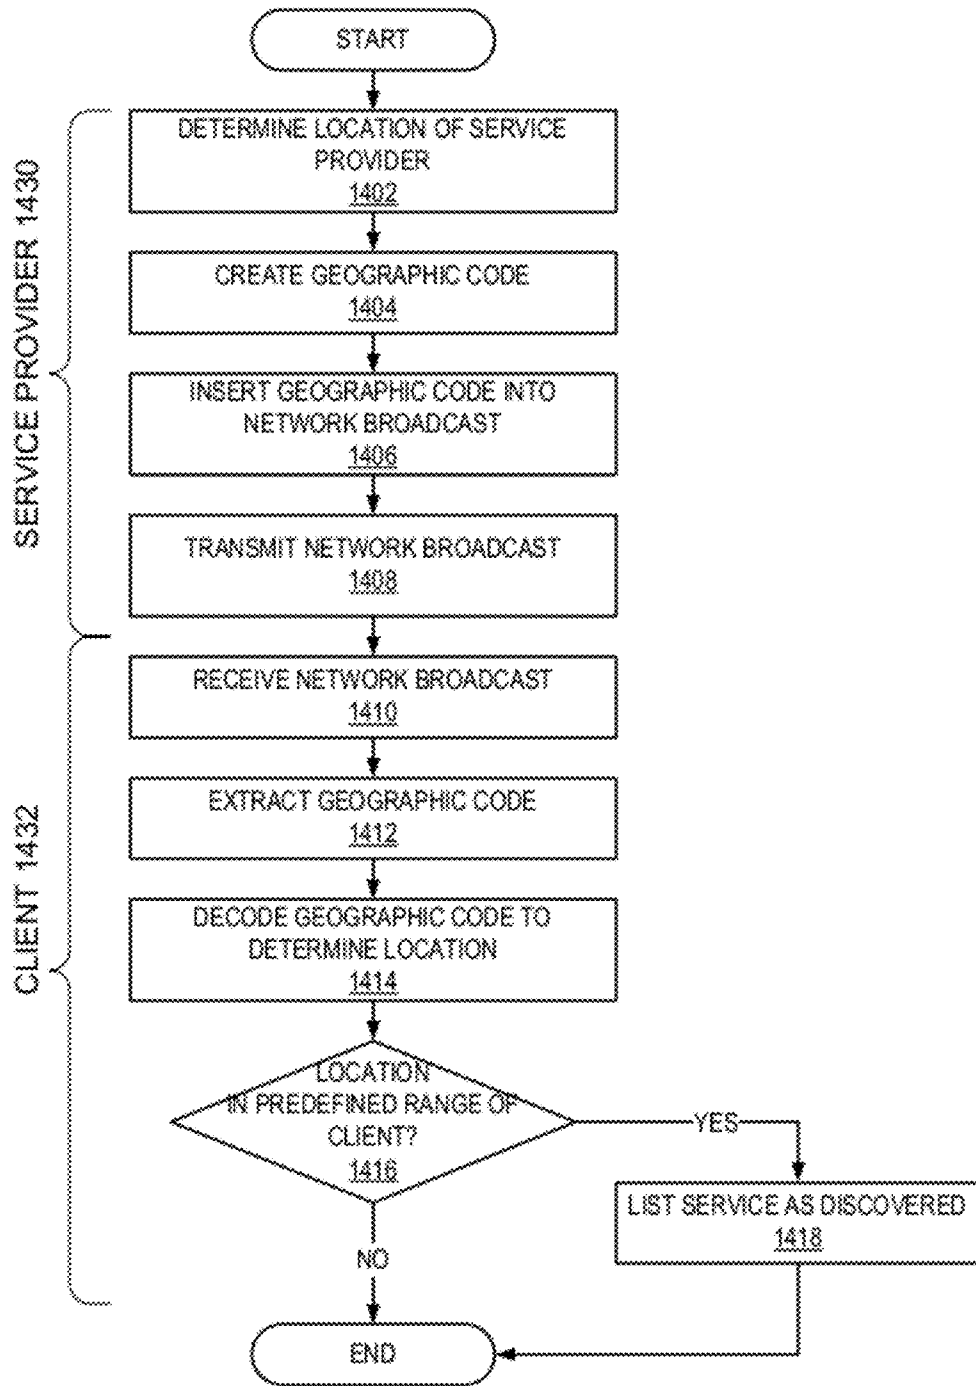 START
DETERMINE LOCATION OF SERVICE
PROVIDER
1402
CREATE GEOGRAPHIC CODE
1404
INSERT GEOGRAPHIC CODE INTO
NETWORK BROADCAST
1406
TRANSMIT NETWORK BROADCAST
1408
SERVICE PROVIDER 1430
RECEIVE NETWORK BROADCAST
1410
EXTRACT GEOGRAPHIC CODE
1412
DECODE GEOGRAPHIC CODE TO
DETERMINE LOCATION
1414
CLIENT 1432
LOCATION
IN PREDEFINED RANGE OF
CLIENT?
1416
YES
LIST SERVICE AS DISCOVERED
1418
NO
END